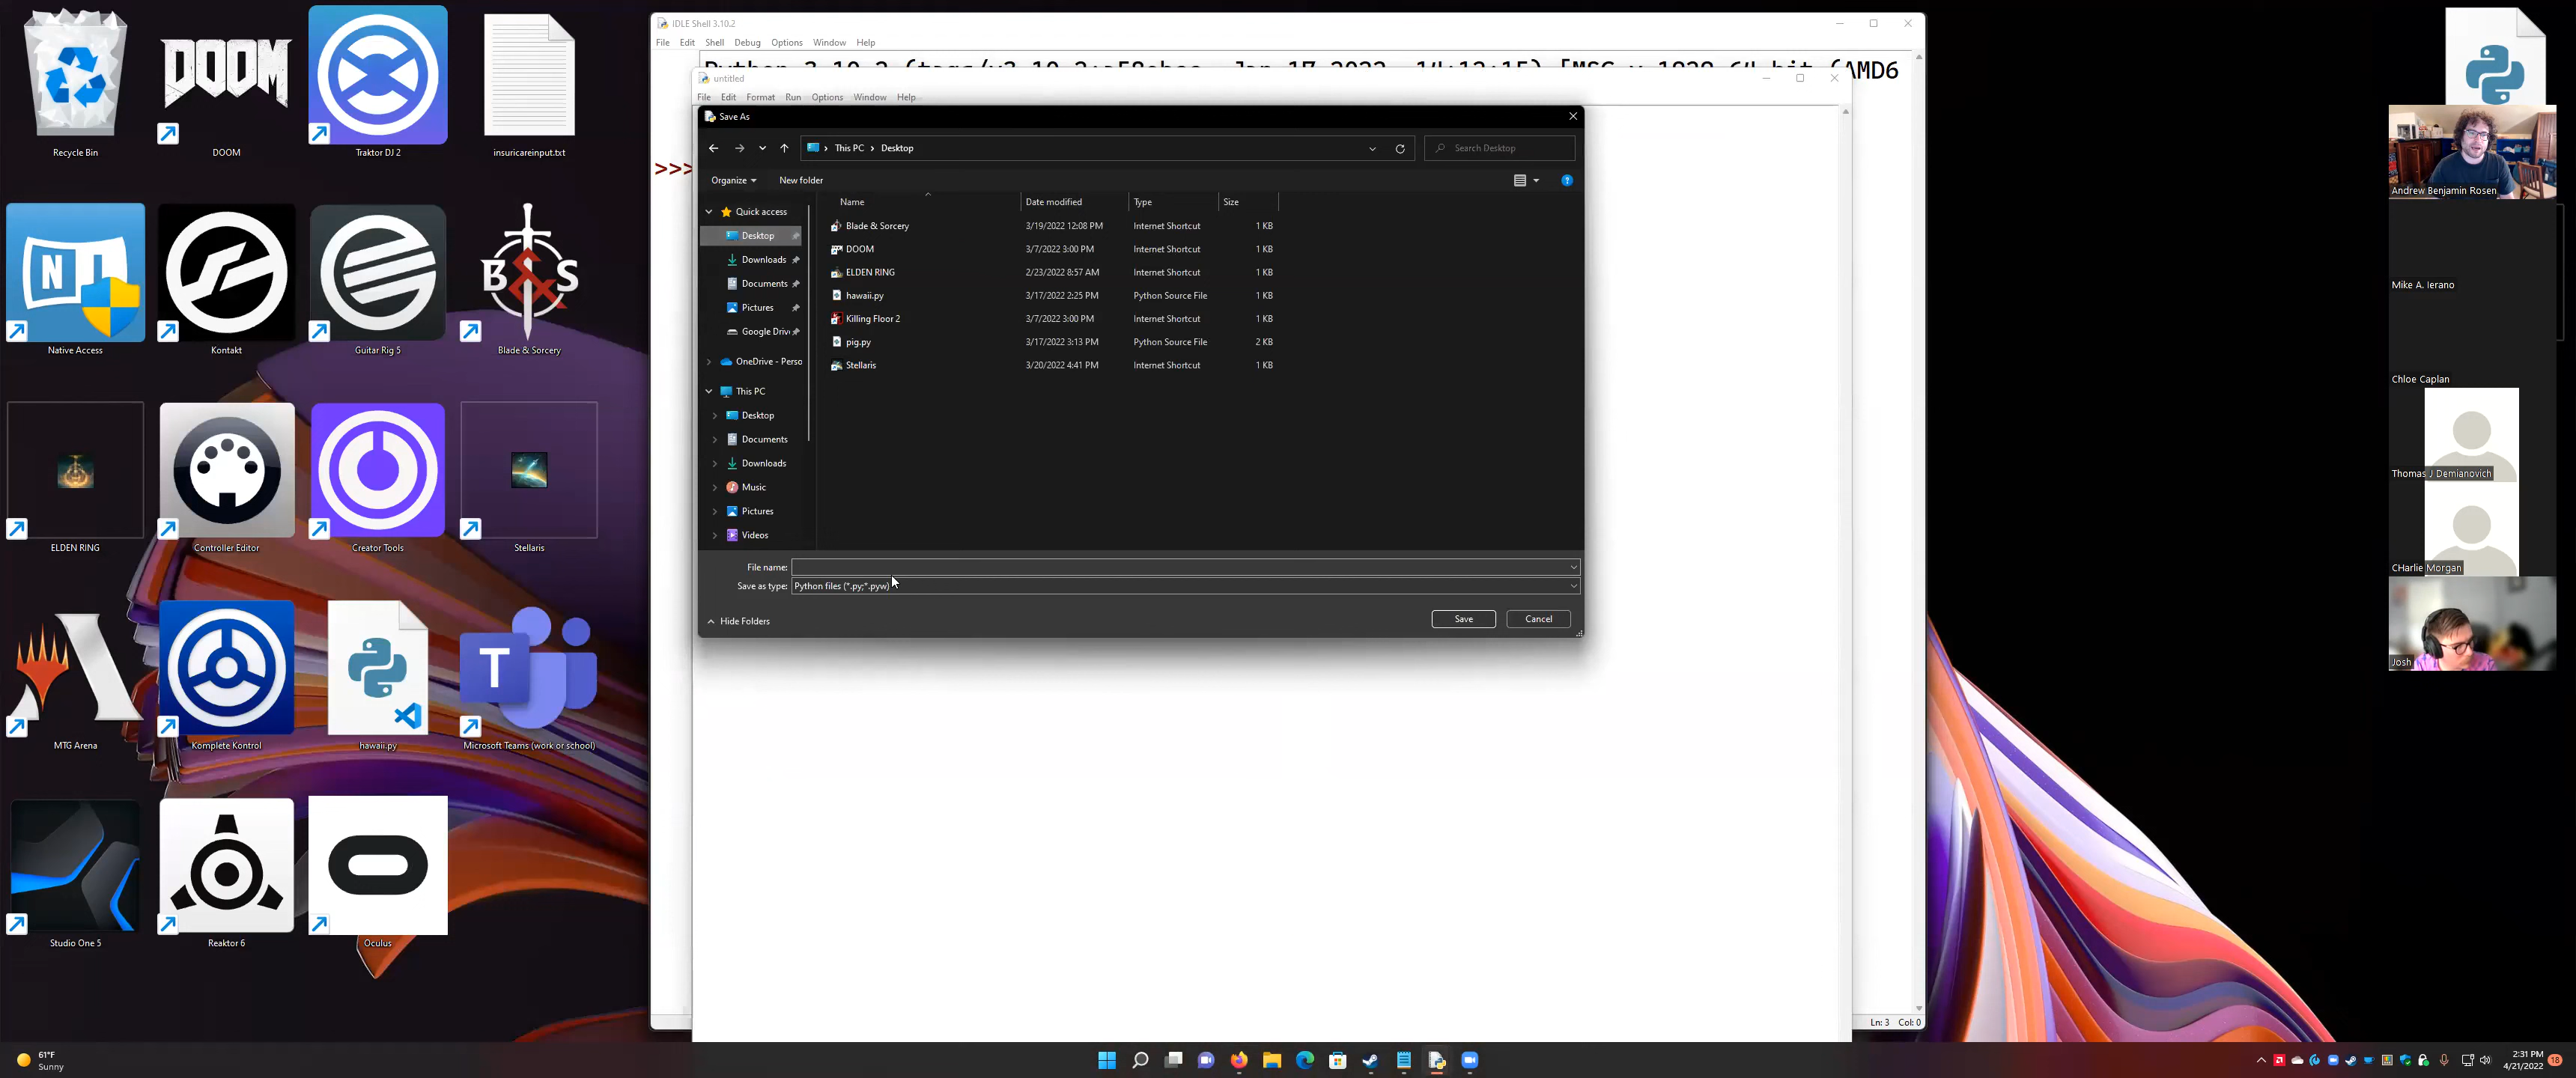 Recycle Bin
DOOM
DOOM
Traktor DJ 2
insuricareinput.txt
Native Access
Kontakt
Guitar Rig 5
B S
Blade & Sorcery
ELDEN RING
Controller Editor
Creator Tools
Stellaris
MTG Arena
Komplete Kontrol
hawaii.py
T
Microsoft Teams (work or school)
Studio One 5
Reaktor 6
Oculus
IDLE Shell 3.10.2
File Edit Shell Debug Options Window Help
AMD6
>>>
untitled
File Edit Format Run Options Window Help
Save As
This PC > Desktop
Search Desktop
Organize New folder
Quick access
Desktop
Downloads
Documents
Pictures
Google Driv
OneDrive - Perso
This PC
Desktop
Documents
Downloads
Music
Pictures
Videos
Name Date modified Type Size
Blade & Sorcery 3/19/2022 12:08 PM Internet Shortcut 1 KB
DOOM 3/7/2022 3:00 PM Internet Shortcut 1 KB
ELDEN RING 2/23/2022 8:57 AM Internet Shortcut 1 KB
hawaii.py 3/17/2022 2:25 PM Python Source File 1 KB
Killing Floor 2 3/7/2022 3:00 PM Internet Shortcut 1 KB
pig.py 3/17/2022 3:13 PM Python Source File 2 KB
Stellaris 3/20/2022 4:41 PM Internet Shortcut 1 KB
File name:
Save as type: Python files (*.py;*.pyw)
Hide Folders
Save Cancel
Ln: 3 Col: 0
Andrew Benjamin Rosen
Mike A. Ierano
Chloe Caplan
Thomas J Demianovich
CHarlie Morgan
Josh
61°F
Sunny
2:31 PM
4/21/2022
18